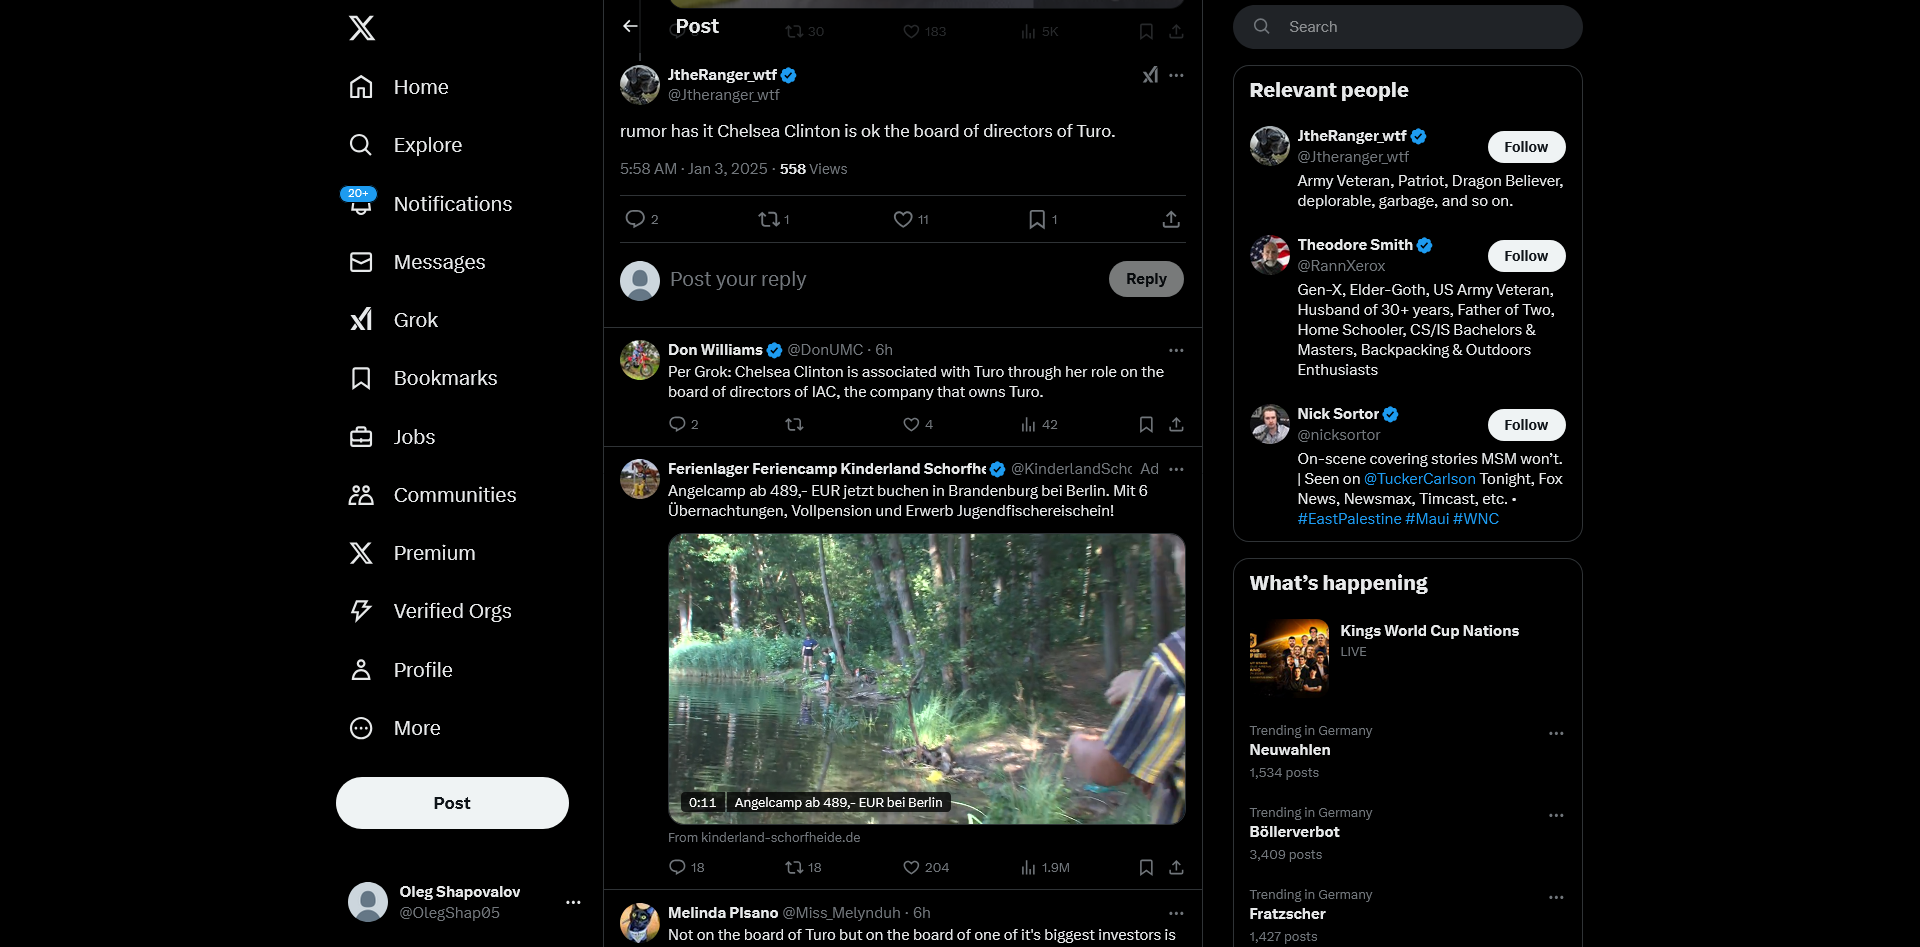 Home
Explore
20+
Notifications
Messages
Grok
Bookmarks
Jobs
Communities
Premium
Verified Orgs
Profile
More
Post
Oleg Shapovalov
@OlegShap05
Post
30
183
5K
JtheRanger_wtf
@Jtheranger_wtf
rumor has it Chelsea Clinton is ok the board of directors of Turo.
5:58 AM · Jan 3, 2025 · 558 Views
2
1
11
1
Post your reply
Reply
Don Williams @DonUMC · 6h
Per Grok: Chelsea Clinton is associated with Turo through her role on the
board of directors of IAC, the company that owns Turo.
2
4
42
Ferienlager Feriencamp Kinderland Schorfhe @KinderlandScho Ad
Angelcamp ab 489,- EUR jetzt buchen in Brandenburg bei Berlin. Mit 6
Übernachtungen, Vollpension und Erwerb Jugendfischereischein!
0:11 Angelcamp ab 489,- EUR bei Berlin
From kinderland-schorfheide.de
18
18
204
1.9M
Melinda PIsano @Miss_Melynduh · 6h
Not on the board of Turo but on the board of one of it's biggest investors is
Search
Relevant people
JtheRanger_wtf
@Jtheranger_wtf
Follow
Army Veteran, Patriot, Dragon Believer,
deplorable, garbage, and so on.
Theodore Smith
@RannXerox
Follow
Gen-X, Elder-Goth, US Army Veteran,
Husband of 30+ years, Father of Two,
Home Schooler, CS/IS Bachelors &
Masters, Backpacking & Outdoors
Enthusiasts
Nick Sortor
@nicksortor
Follow
On-scene covering stories MSM won't.
| Seen on @TuckerCarlson Tonight, Fox
News, Newsmax, Timcast, etc. •
#EastPalestine #Maui #WNC
What's happening
Kings World Cup Nations
LIVE
Trending in Germany
Neuwahlen
1,534 posts
Trending in Germany
Böllerverbot
3,409 posts
Trending in Germany
Fratzscher
1,427 posts